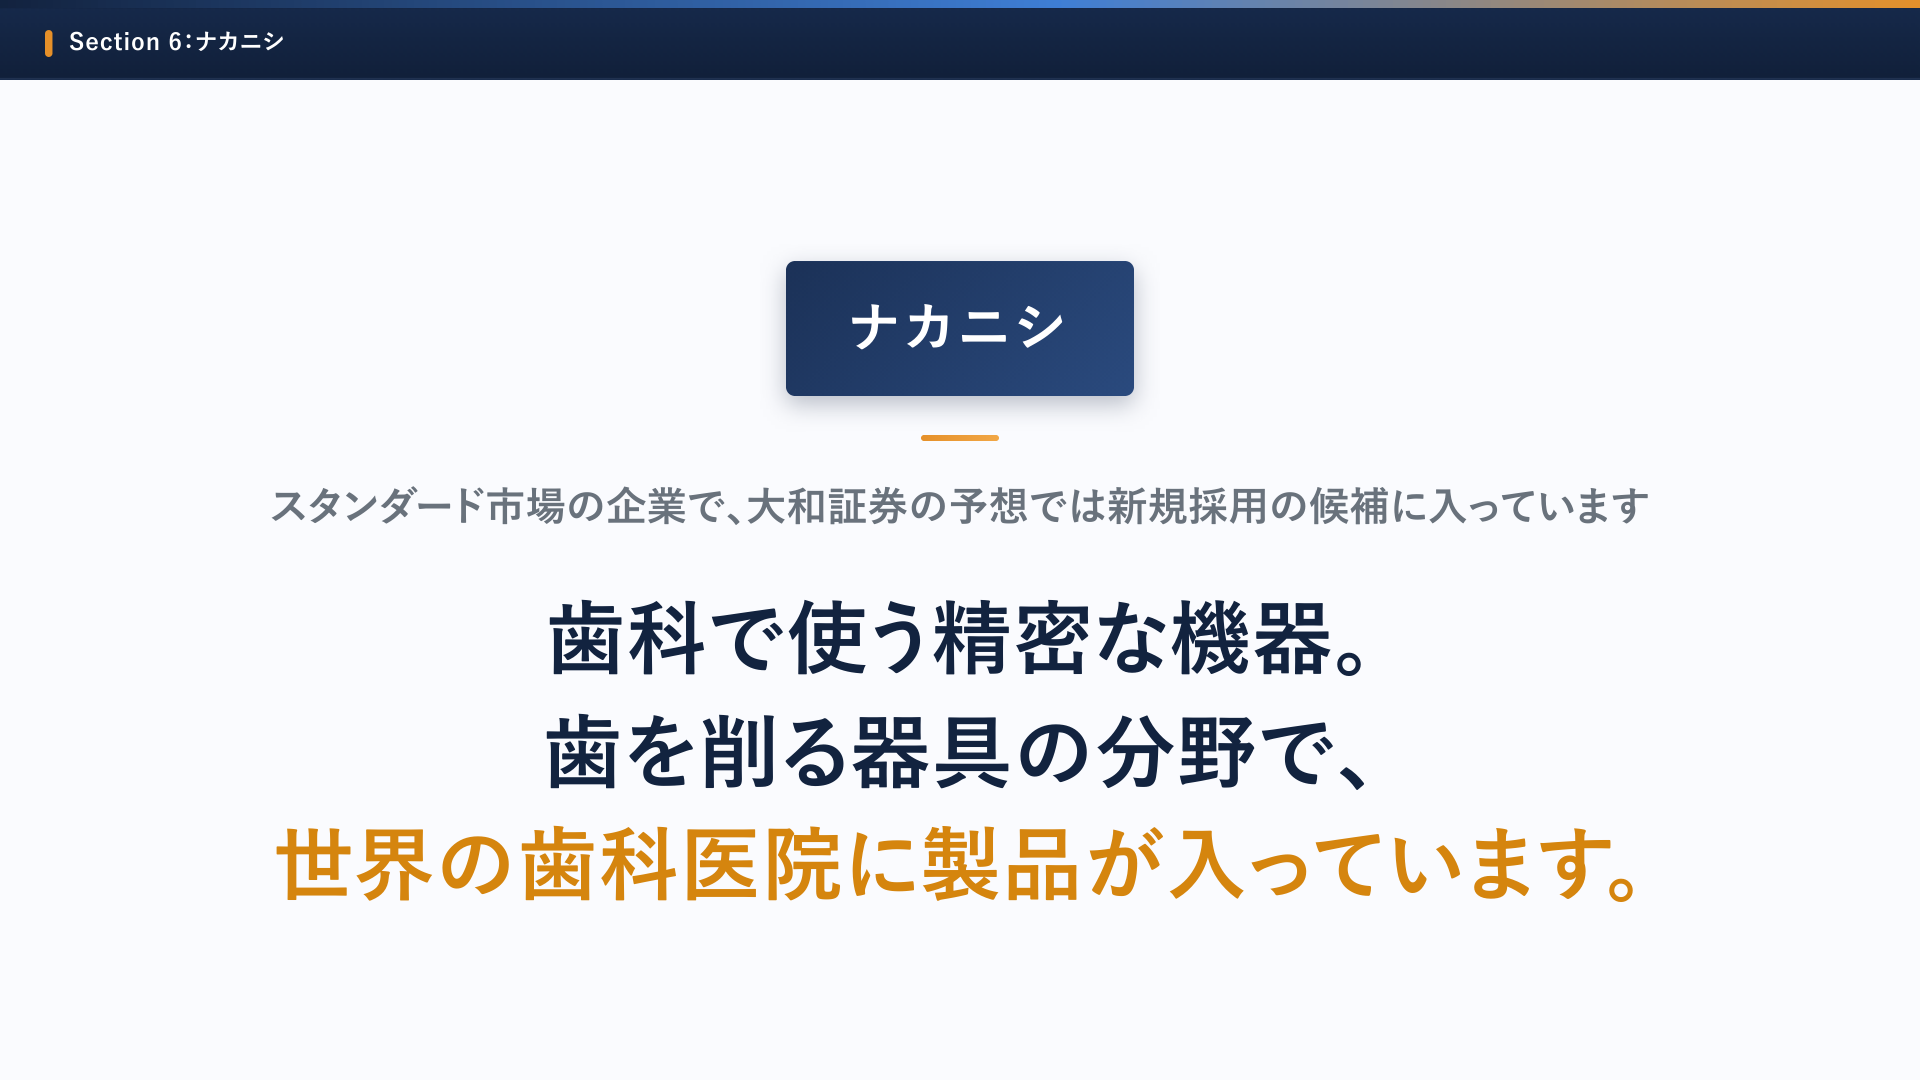 Section 6：ナカニシ
ナカニシ
スタンダード市場の企業で、大和証券の予想では新規採用の候補に入っています
歯科で使う精密な機器。
歯を削る器具の分野で、
世界の歯科医院に製品が入っています。